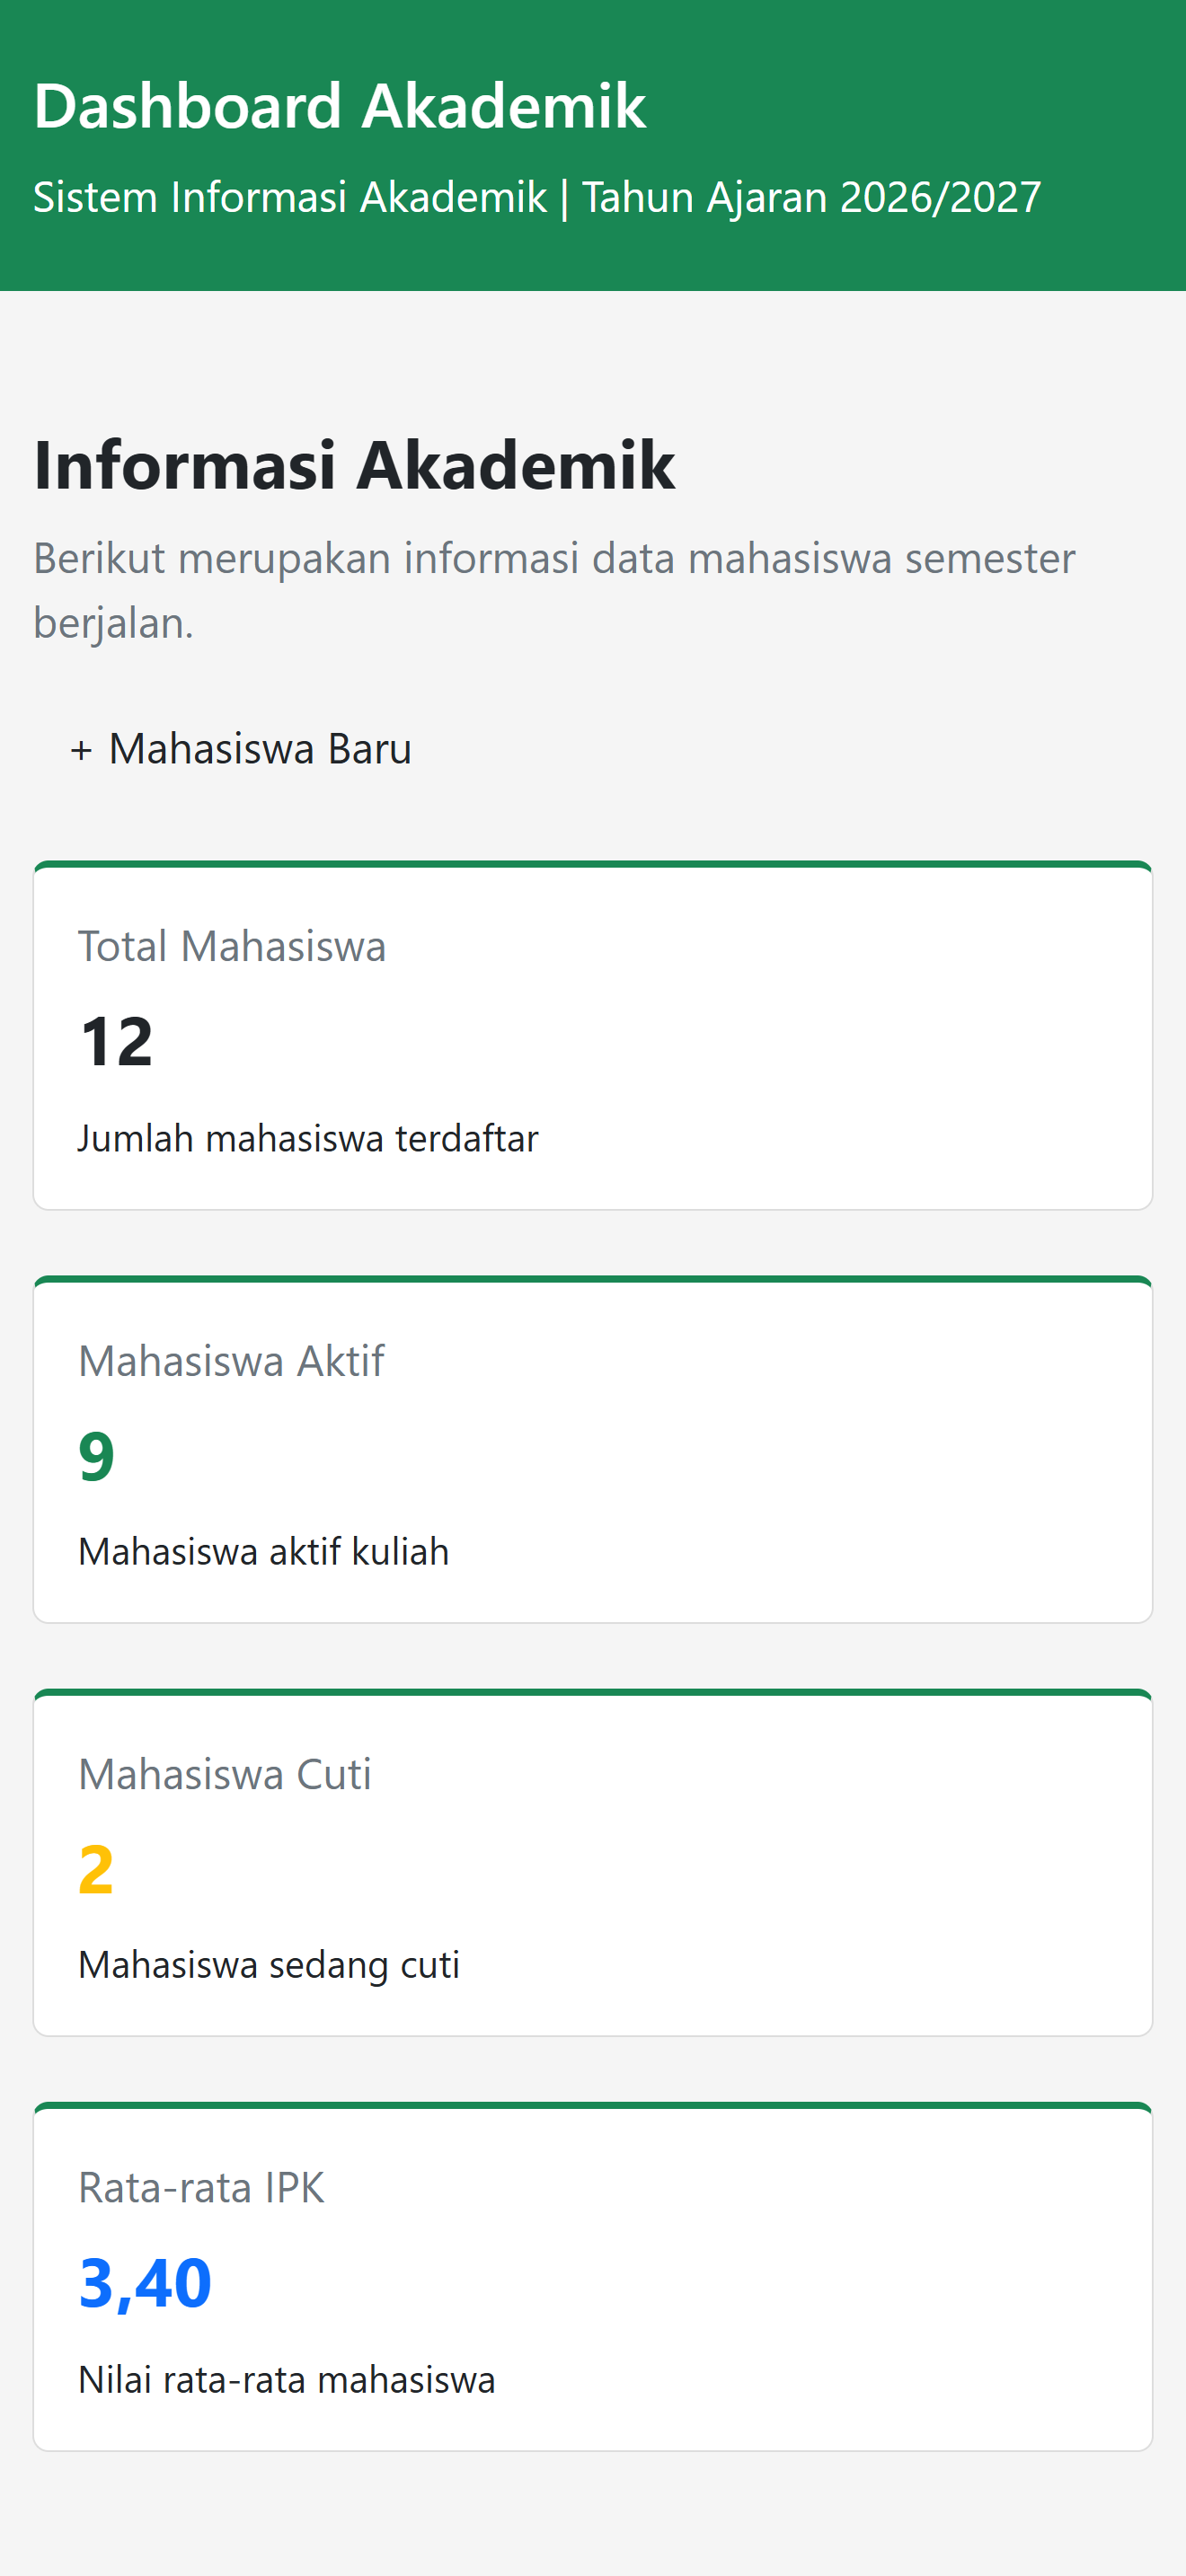 Dashboard Akademik
Sistem Informasi Akademik | Tahun Ajaran 2026/2027
Informasi Akademik
Berikut merupakan informasi data mahasiswa semester
berjalan.
+ Mahasiswa Baru
Total Mahasiswa
12
Jumlah mahasiswa terdaftar
Mahasiswa Aktif
9
Mahasiswa aktif kuliah
Mahasiswa Cuti
2
Mahasiswa sedang cuti
Rata-rata IPK
3,40
Nilai rata-rata mahasiswa